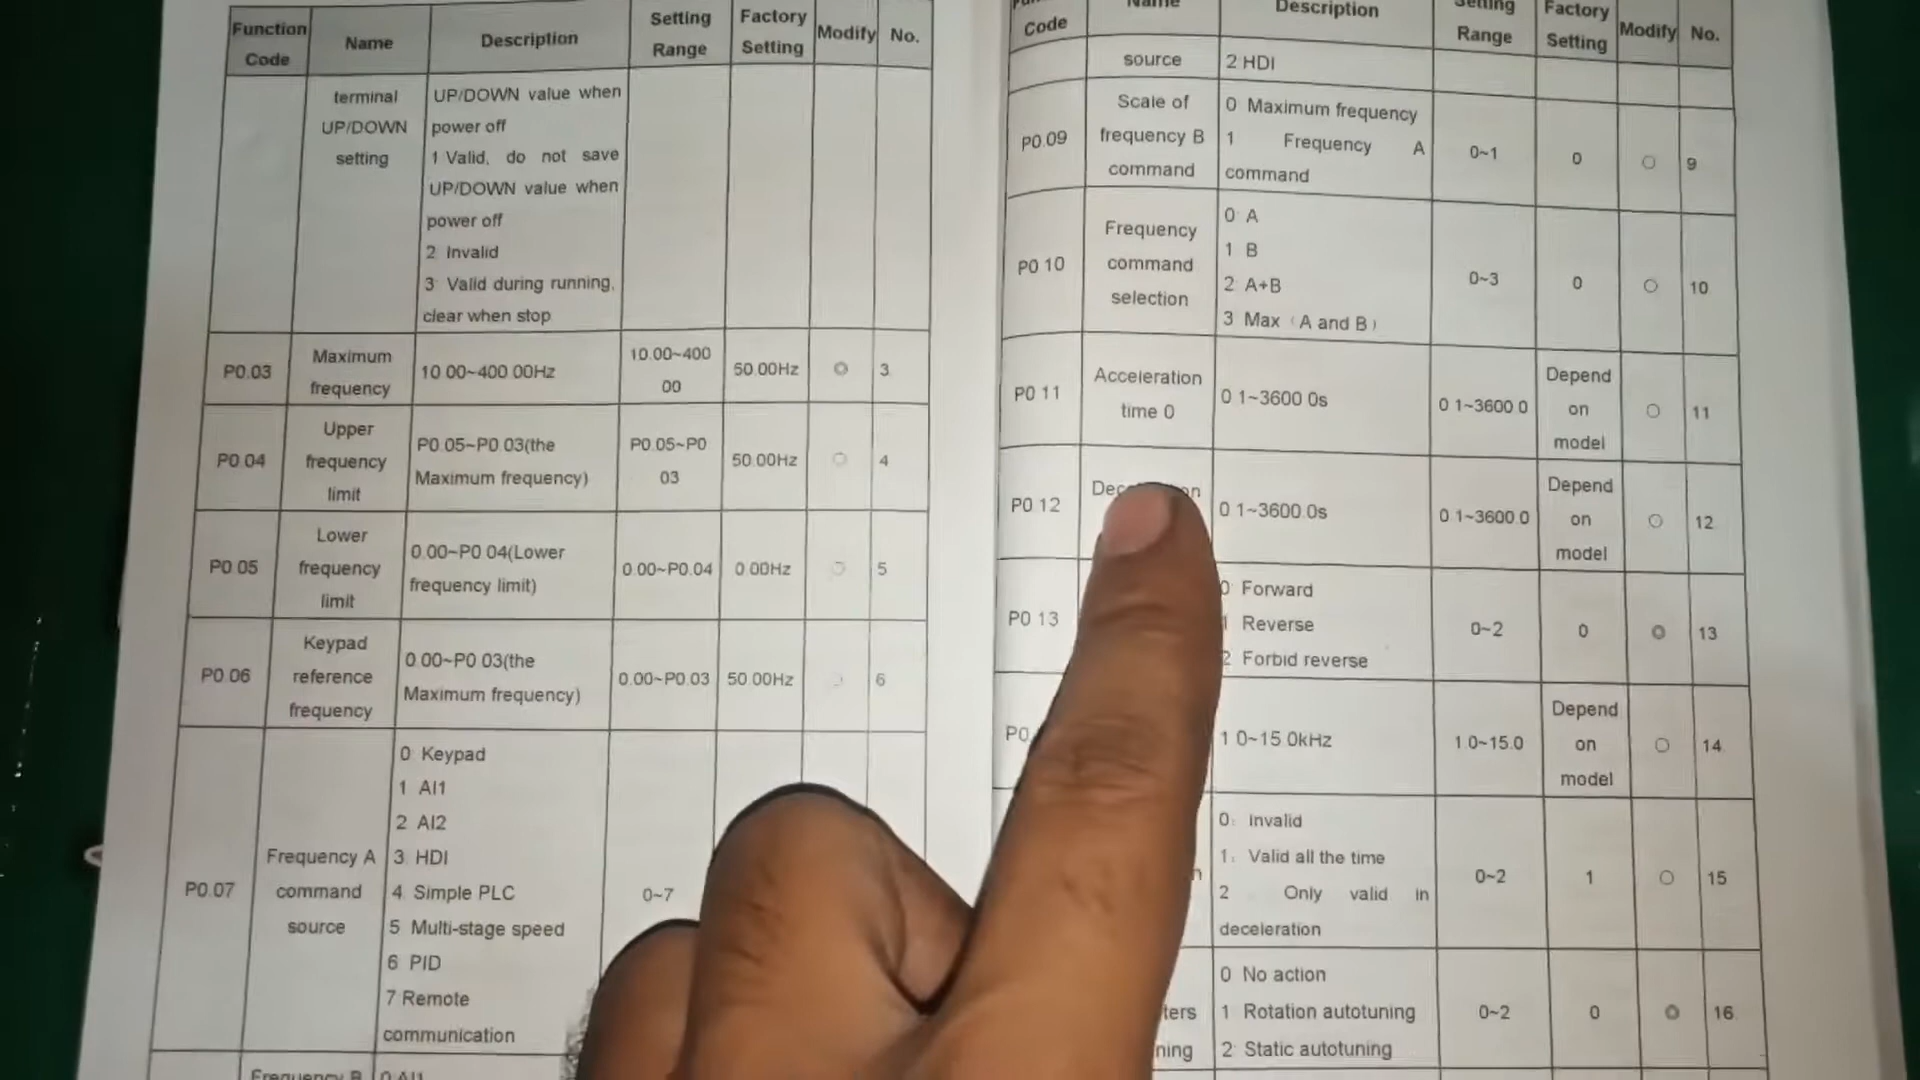 Function
Code
Name
Description
Setting
Range
Factory
Setting
Modify
No.
terminal
UP/DOWN
setting
UP/DOWN value when
power off
1 Valid, do not save
UP/DOWN value when
power off
2 Invalid
3 Valid during running,
clear when stop
P0.03
Maximum
frequency
10 00~400 00Hz
10.00~400
00
50.00Hz
3
P0.04
Upper
frequency
limit
P0 05~P0 03(the
Maximum frequency)
P0.05~P0
03
50.00Hz
4
P0 05
Lower
frequency
limit
0 00~P0 04(Lower
frequency limit)
0.00~P0.04
0 00Hz
5
P0 06
Keypad
reference
frequency
0 00~P0 03(the
Maximum frequency)
0.00~P0.03
50.00Hz
6
P0.07
Frequency A
command
source
0 Keypad
1 AI1
2 AI2
3 HDI
4 Simple PLC
5 Multi-stage speed
6 PID
7 Remote
communication
0~7
Frequency B
0 AI1
Code
Name
Description
Setting
Range
Factory
Setting
Modify
No.
source
2 HDI
P0.09
Scale of
frequency B
command
0 Maximum frequency
1 Frequency A
command
0~1
0
9
P0 10
Frequency
command
selection
0 A
1 B
2 A+B
3 Max (A and B)
0~3
0
10
P0 11
Acceleration
time 0
0 1~3600 0s
0 1~3600 0
Depend
on
model
11
P0 12
0 1~3600 0s
0 1~3600.0
Depend
on
model
12
P0 13
0 Forward
1 Reverse
2 Forbid reverse
0~2
0
13
P0
1 0~15 0kHz
1.0~15.0
Depend
on
model
14
0: invalid
1: Valid all the time
2 Only valid in
deceleration
0~2
1
15
0 No action
1 Rotation autotuning
2 Static autotuning
0~2
0
16